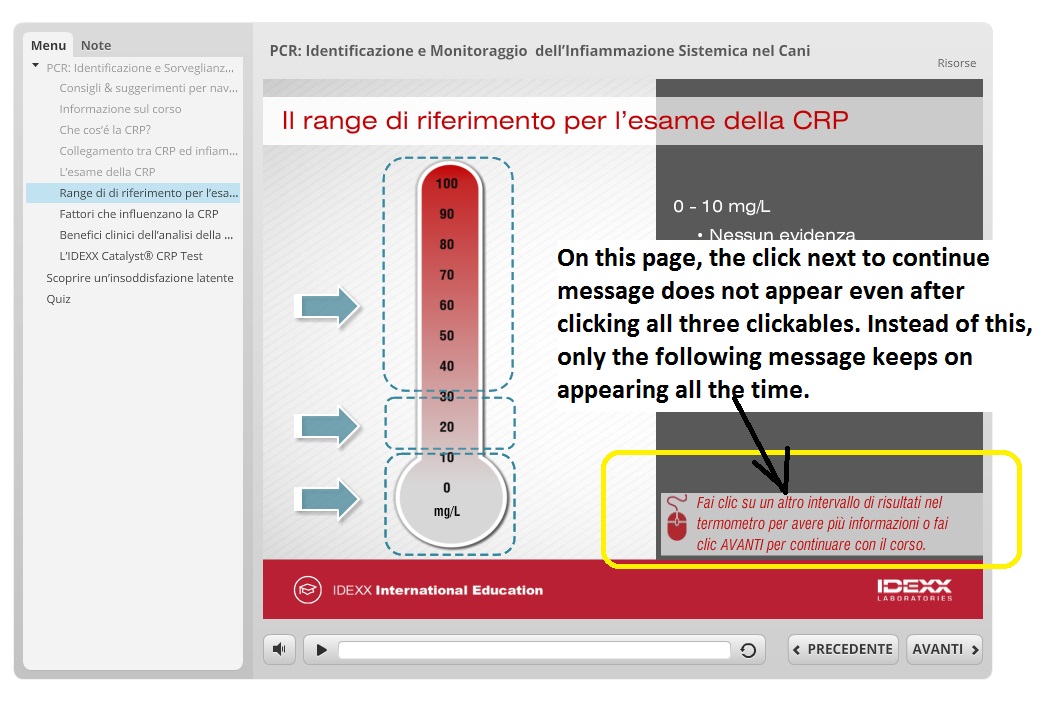 Menu Note
PCR: Identificazione e Sorveglianz...
Consigli & suggerimenti per nav...
Informazione sul corso
Che cos'é la CRP?
Collegamento tra CRP ed infiam...
L'esame della CRP
Range di di riferimento per l'esa...
Fattori che influenzano la CRP
Benefici clinici dell'analisi della ...
L'IDEXX Catalyst® CRP Test
Scoprire un'insoddisfazione latente
Quiz
PCR: Identificazione e Monitoraggio dell'Infiammazione Sistemica nel Cani
Risorse
Il range di riferimento per l'esame della CRP
100
90
80
70
60
50
40
30
20
10
0
mg/L
0 - 10 mg/L
• Nessun evidenza
On this page, the click next to continue
message does not appear even after
clicking all three clickables. Instead of this,
only the following message keeps on
appearing all the time.
Fai clic su un altro intervallo di risultati nel
termometro per avere più informazioni o fai
clic AVANTI per continuare con il corso.
IDEXX International Education
IDEXX
LABORATORIES
PRECEDENTE AVANTI